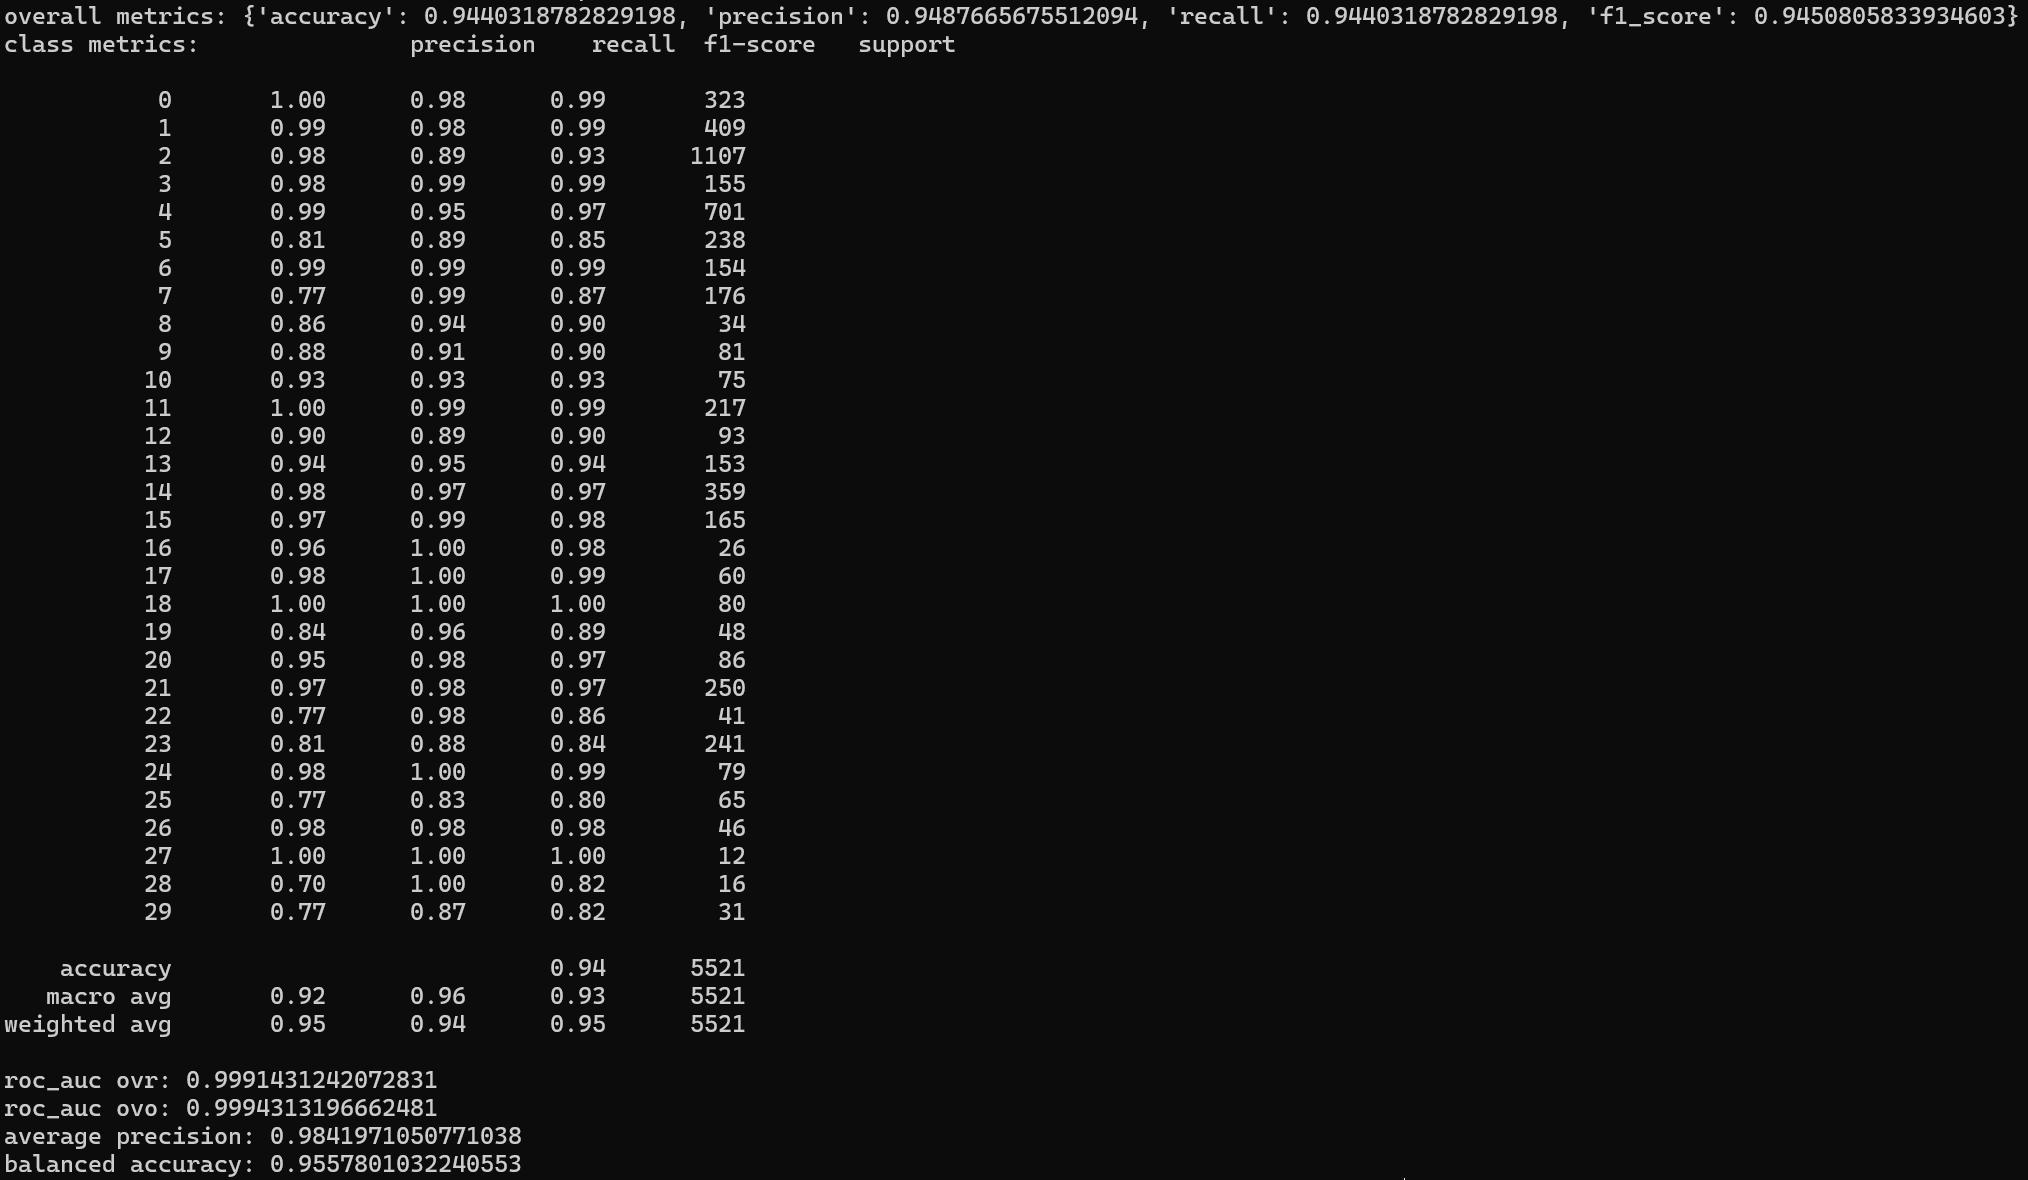 overall metrics: {'accuracy': 0.9440318782829198, 'precision': 0.9487665675512094, 'recall': 0.9440318782829198, 'f1_score': 0.9450805833934603}
class metrics:               precision    recall  f1-score   support
0       1.00      0.98      0.99       323
1       0.99      0.98      0.99       409
2       0.98      0.89      0.93      1107
3       0.98      0.99      0.99       155
4       0.99      0.95      0.97       701
5       0.81      0.89      0.85       238
6       0.99      0.99      0.99       154
7       0.77      0.99      0.87       176
8       0.86      0.94      0.90        34
9       0.88      0.91      0.90        81
10       0.93      0.93      0.93        75
11       1.00      0.99      0.99       217
12       0.90      0.89      0.90        93
13       0.94      0.95      0.94       153
14       0.98      0.97      0.97       359
15       0.97      0.99      0.98       165
16       0.96      1.00      0.98        26
17       0.98      1.00      0.99        60
18       1.00      1.00      1.00        80
19       0.84      0.96      0.89        48
20       0.95      0.98      0.97        86
21       0.97      0.98      0.97       250
22       0.77      0.98      0.86        41
23       0.81      0.88      0.84       241
24       0.98      1.00      0.99        79
25       0.77      0.83      0.80        65
26       0.98      0.98      0.98        46
27       1.00      1.00      1.00        12
28       0.70      1.00      0.82        16
29       0.77      0.87      0.82        31
accuracy                           0.94      5521
macro avg       0.92      0.96      0.93      5521
weighted avg       0.95      0.94      0.95      5521
roc_auc ovr: 0.9991431242072831
roc_auc ovo: 0.9994313196662481
average precision: 0.9841971050771038
balanced accuracy: 0.9557801032240553